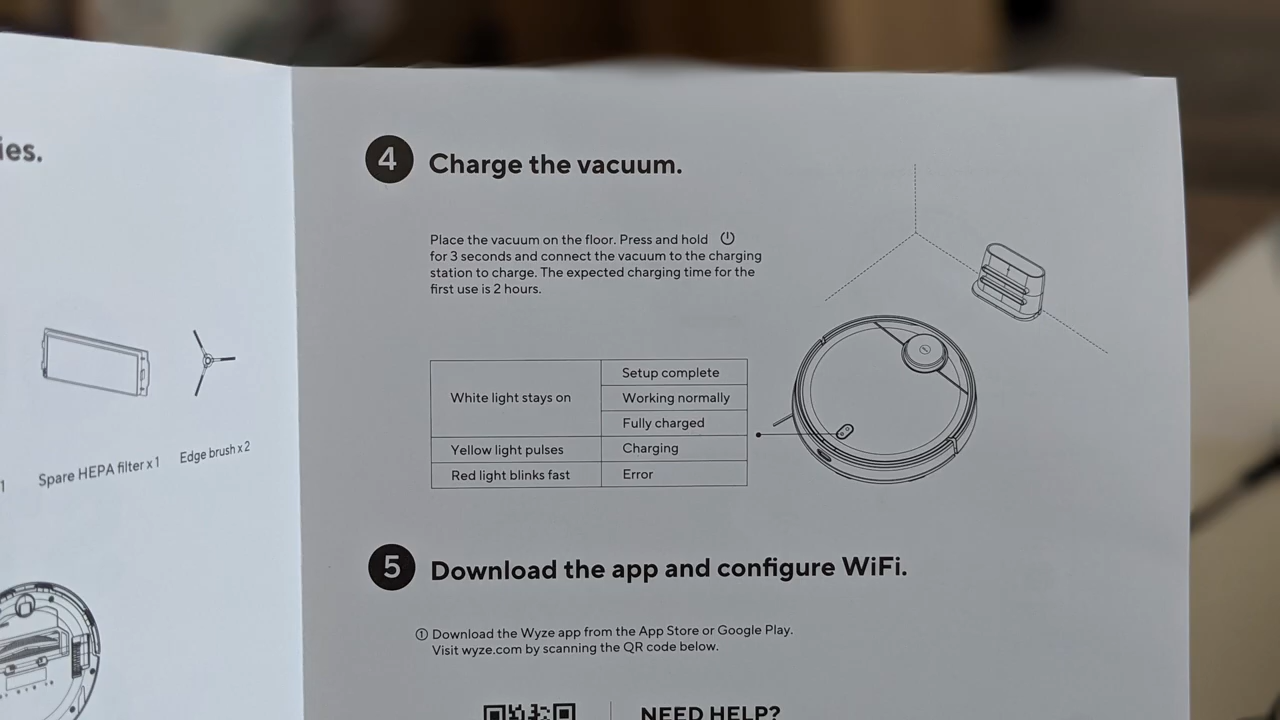 ies.
1
Spare HEPA filter x 1
Edge brush x 2
4 Charge the vacuum.
Place the vacuum on the floor. Press and hold
for 3 seconds and connect the vacuum to the charging
station to charge. The expected charging time for the
first use is 2 hours.
White light stays on
Setup complete
Working normally
Fully charged
Yellow light pulses Charging
Red light blinks fast Error
5 Download the app and configure WiFi.
① Download the Wyze app from the App Store or Google Play.
Visit wyze.com by scanning the QR code below.
NEED HELP?